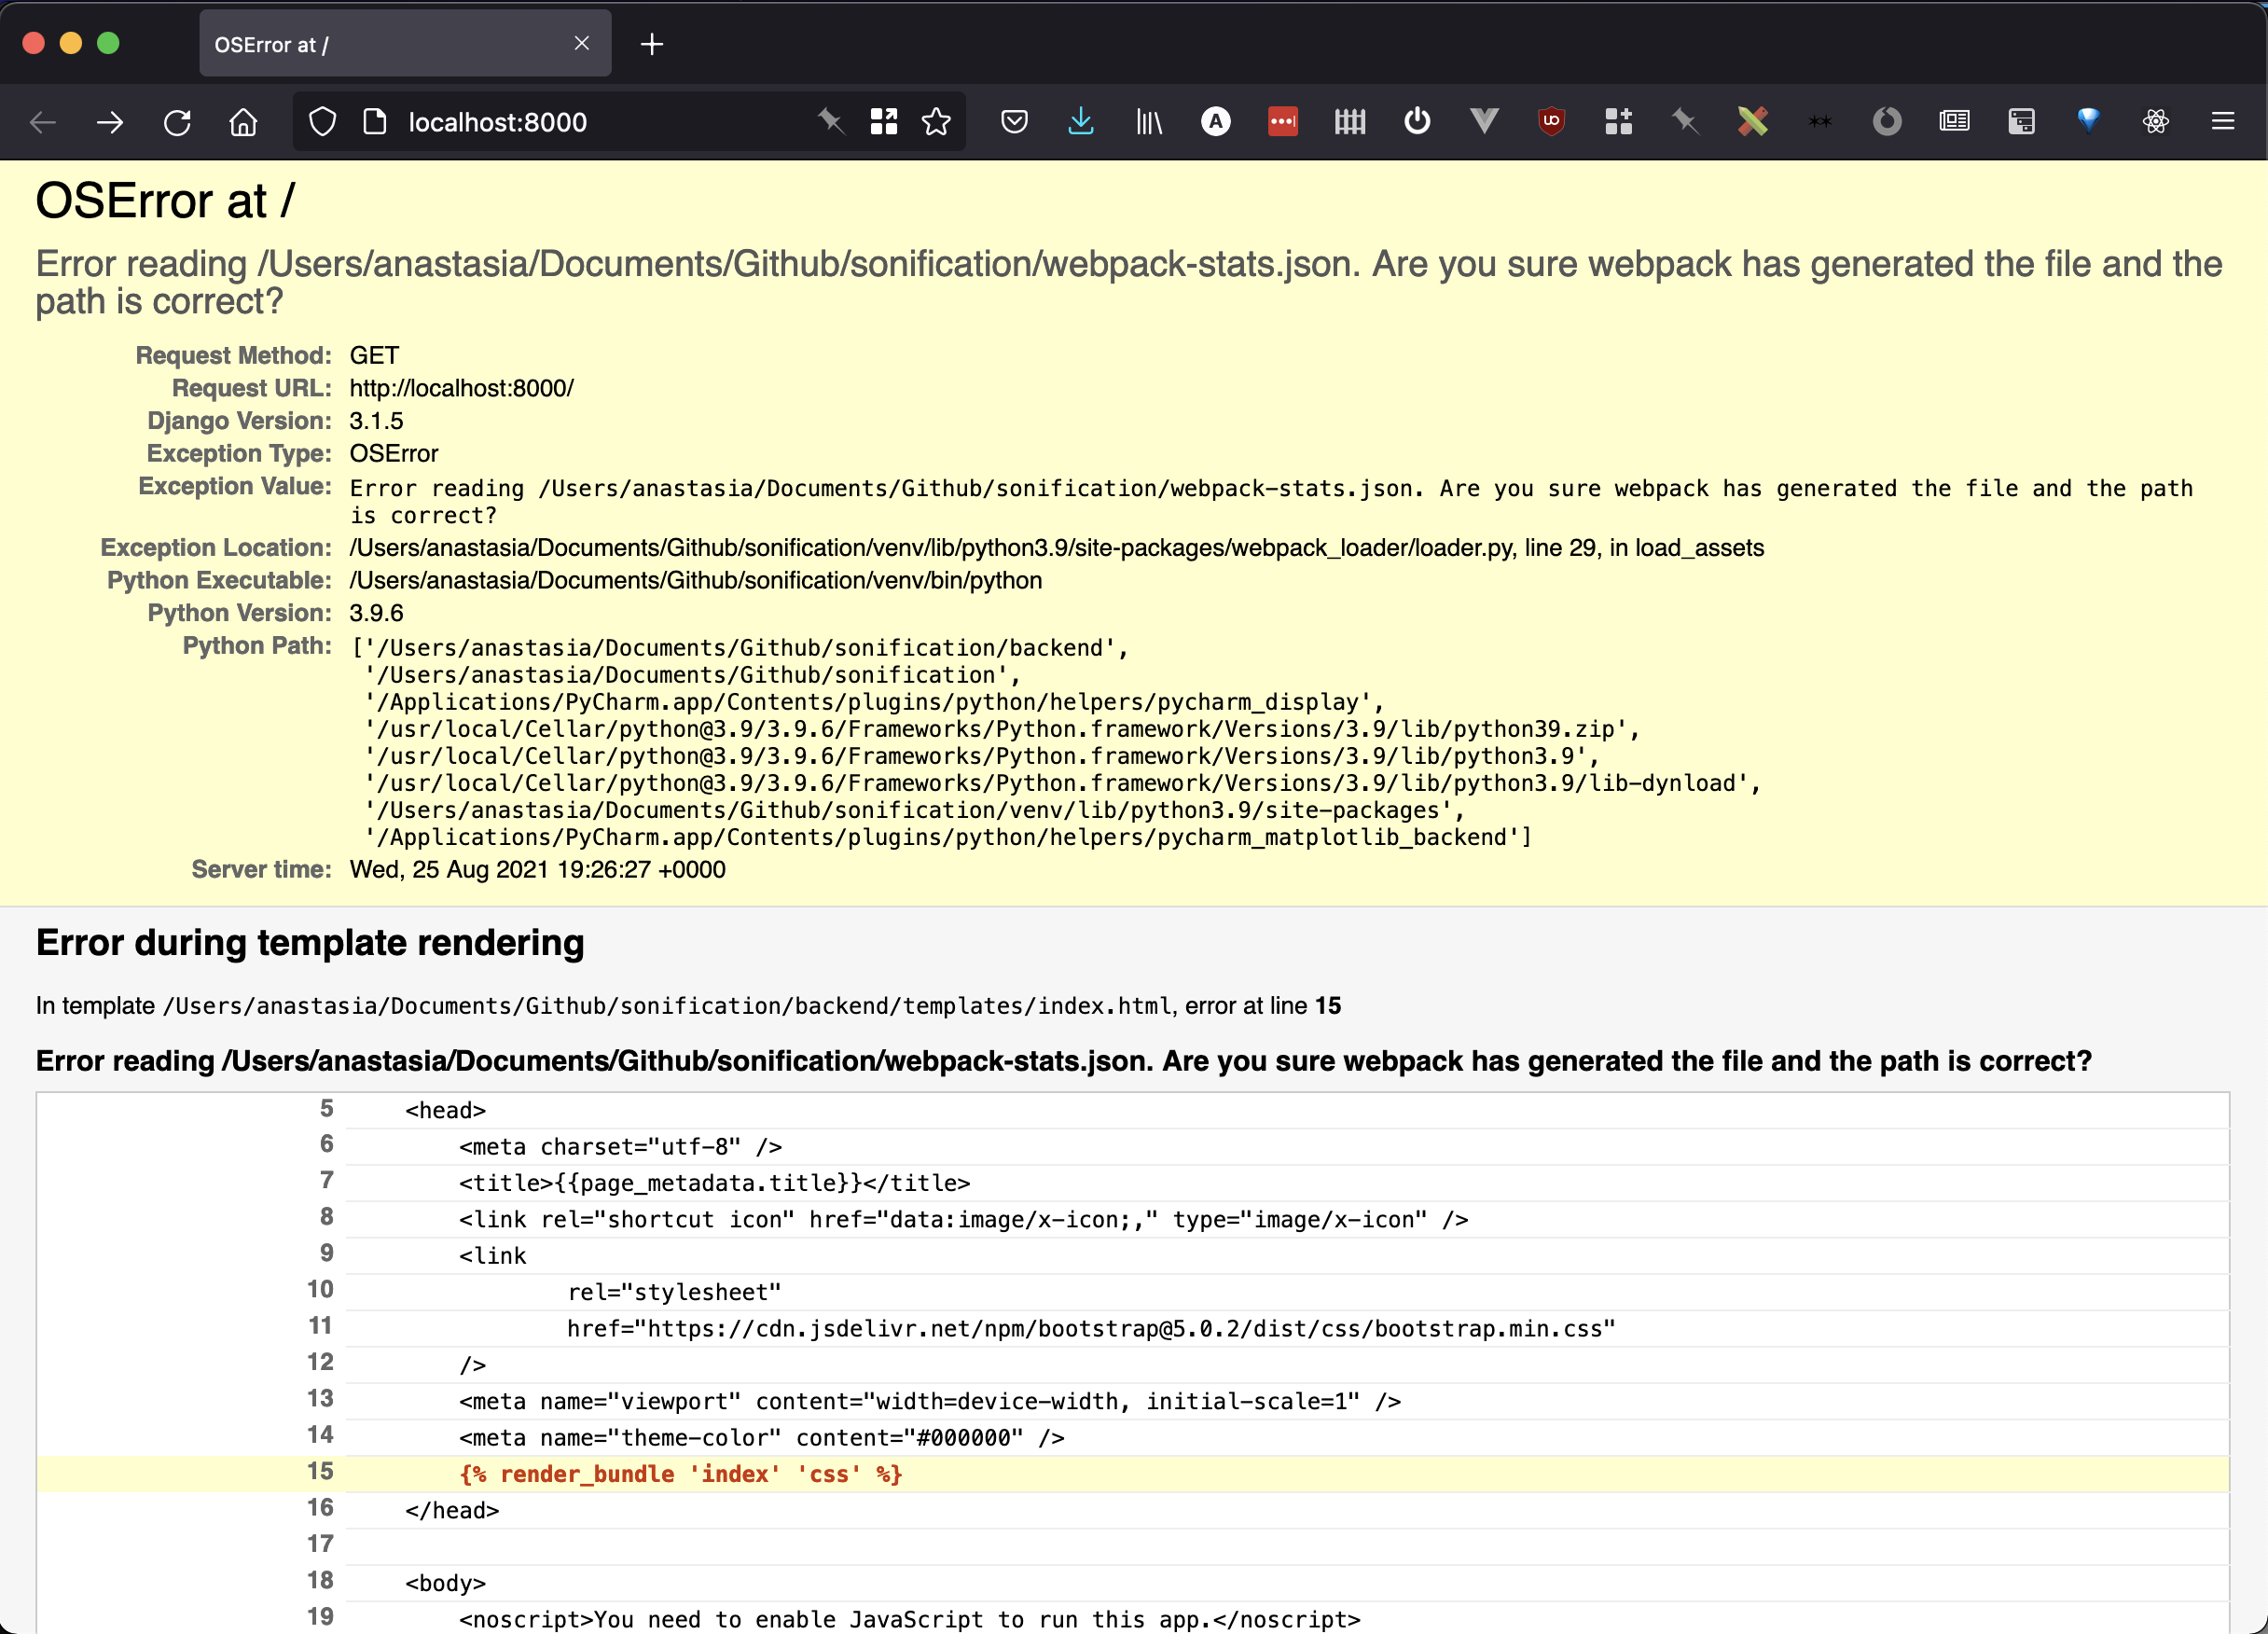 OSError at /
localhost:8000
OSError at /
Error reading /Users/anastasia/Documents/Github/sonification/webpack-stats.json. Are you sure webpack has generated the file and the
path is correct?
Request Method: GET
Request URL: http://localhost:8000/
Django Version: 3.1.5
Exception Type: OSError
Exception Value: Error reading /Users/anastasia/Documents/Github/sonification/webpack-stats.json. Are you sure webpack has generated the file and the path
is correct?
Exception Location: /Users/anastasia/Documents/Github/sonification/venv/lib/python3.9/site-packages/webpack_loader/loader.py, line 29, in load_assets
Python Executable: /Users/anastasia/Documents/Github/sonification/venv/bin/python
Python Version: 3.9.6
Python Path: ['/Users/anastasia/Documents/Github/sonification/backend',
'/Users/anastasia/Documents/Github/sonification',
'/Applications/PyCharm.app/Contents/plugins/python/helpers/pycharm_display',
'/usr/local/Cellar/python@3.9/3.9.6/Frameworks/Python.framework/Versions/3.9/lib/python39.zip',
'/usr/local/Cellar/python@3.9/3.9.6/Frameworks/Python.framework/Versions/3.9/lib/python3.9',
'/usr/local/Cellar/python@3.9/3.9.6/Frameworks/Python.framework/Versions/3.9/lib/python3.9/lib-dynload',
'/Users/anastasia/Documents/Github/sonification/venv/lib/python3.9/site-packages',
'/Applications/PyCharm.app/Contents/plugins/python/helpers/pycharm_matplotlib_backend']
Server time: Wed, 25 Aug 2021 19:26:27 +0000
Error during template rendering
In template /Users/anastasia/Documents/Github/sonification/backend/templates/index.html, error at line 15
Error reading /Users/anastasia/Documents/Github/sonification/webpack-stats.json. Are you sure webpack has generated the file and the path is correct?
5 <head>
6 <meta charset="utf-8" />
7 <title>{{page_metadata.title}}</title>
8 <link rel="shortcut icon" href="data:image/x-icon;," type="image/x-icon" />
9 <link
10 rel="stylesheet"
11 href="https://cdn.jsdelivr.net/npm/bootstrap@5.0.2/dist/css/bootstrap.min.css"
12 />
13 <meta name="viewport" content="width=device-width, initial-scale=1" />
14 <meta name="theme-color" content="#000000" />
15 {% render_bundle 'index' 'css' %}
16 </head>
17
18 <body>
19 <noscript>You need to enable JavaScript to run this app.</noscript>